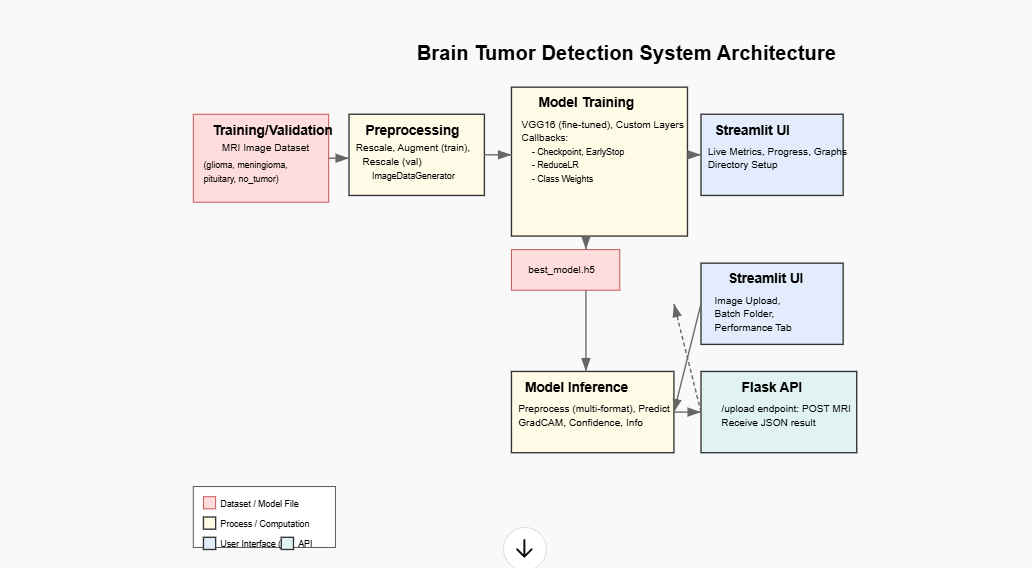 Brain Tumor Detection System Architecture
Training/Validation
MRI Image Dataset
(glioma, meningioma,
pituitary, no_tumor)
Preprocessing
Rescale, Augment (train),
Rescale (val)
ImageDataGenerator
Model Training
VGG16 (fine-tuned), Custom Layers
Callbacks:
- Checkpoint, EarlyStop
- ReduceLR
- Class Weights
Streamlit UI
Live Metrics, Progress, Graphs
Directory Setup
best_model.h5
Streamlit UI
Image Upload,
Batch Folder,
Performance Tab
Model Inference
Preprocess (multi-format), Predict
GradCAM, Confidence, Info
Flask API
/upload endpoint: POST MRI
Receive JSON result
Dataset / Model File
Process / Computation
User Interface
API